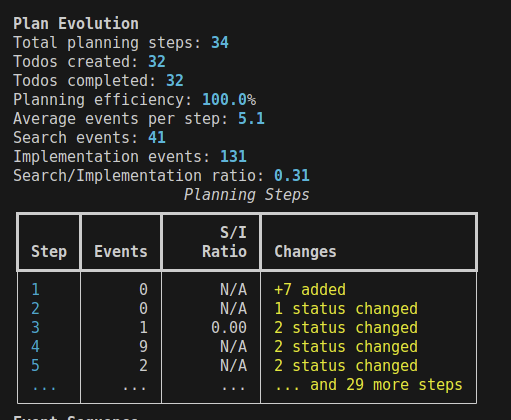 Plan Evolution
Total planning steps: 34
Todos created: 32
Todos completed: 32
Planning efficiency: 100.0%
Average events per step: 5.1
Search events: 41
Implementation events: 131
Search/Implementation ratio: 0.31
Planning Steps
S/I
Step Events Ratio Changes
1 0 N/A +7 added
2 0 N/A 1 status changed
3 1 0.00 2 status changed
4 9 N/A 2 status changed
5 2 N/A 2 status changed
... ... ... ... and 29 more steps
Event Sequence